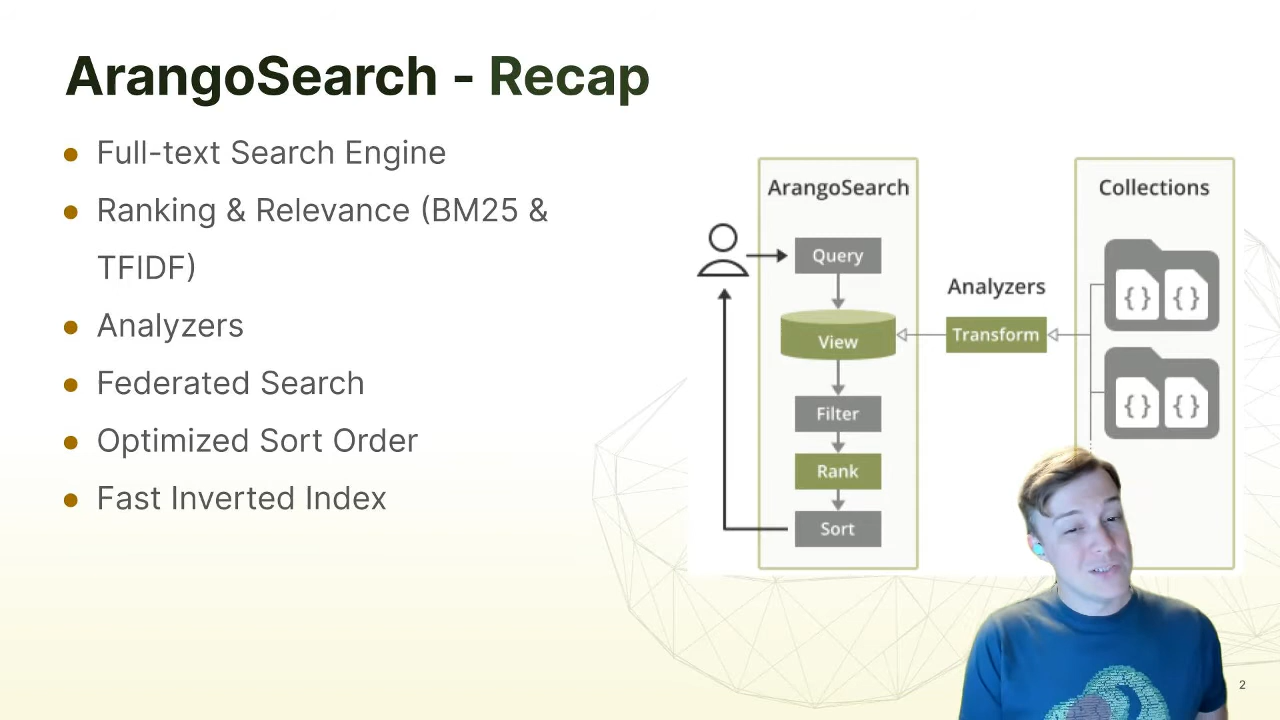 ArangoSearch - Recap
Full-text Search Engine
Ranking & Relevance (BM25 &
TFIDF)
Analyzers
Federated Search
Optimized Sort Order
Fast Inverted Index
ArangoSearch
Query
View
Filter
Rank
Sort
Analyzers
Transform
Collections
{ } { }
{ } { }
2